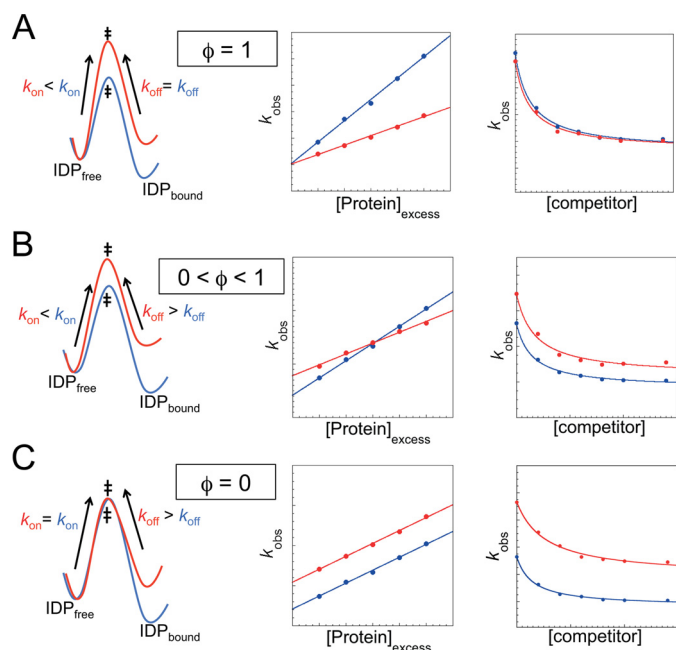 A
ϕ = 1
‡
‡
kon < kon
koff = koff
IDPfree
IDPbound
kobs
[Protein]excess
kobs
[competitor]
B
0 < ϕ < 1
‡
‡
kon < kon
koff > koff
IDPfree
IDPbound
kobs
[Protein]excess
kobs
[competitor]
C
ϕ = 0
‡
‡
kon = kon
koff > koff
IDPfree
IDPbound
kobs
[Protein]excess
kobs
[competitor]